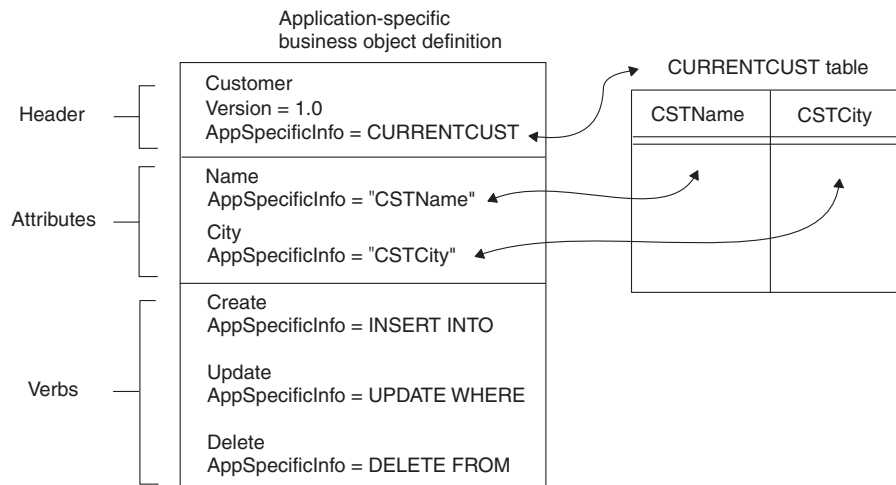 Application-specific
business object definition
Header
Customer
Version = 1.0
AppSpecificInfo = CURRENTCUST
Attributes
Name
AppSpecificInfo = "CSTName"
City
AppSpecificInfo = "CSTCity"
Verbs
Create
AppSpecificInfo = INSERT INTO
Update
AppSpecificInfo = UPDATE WHERE
Delete
AppSpecificInfo = DELETE FROM
CURRENTCUST table
CSTName
CSTCity